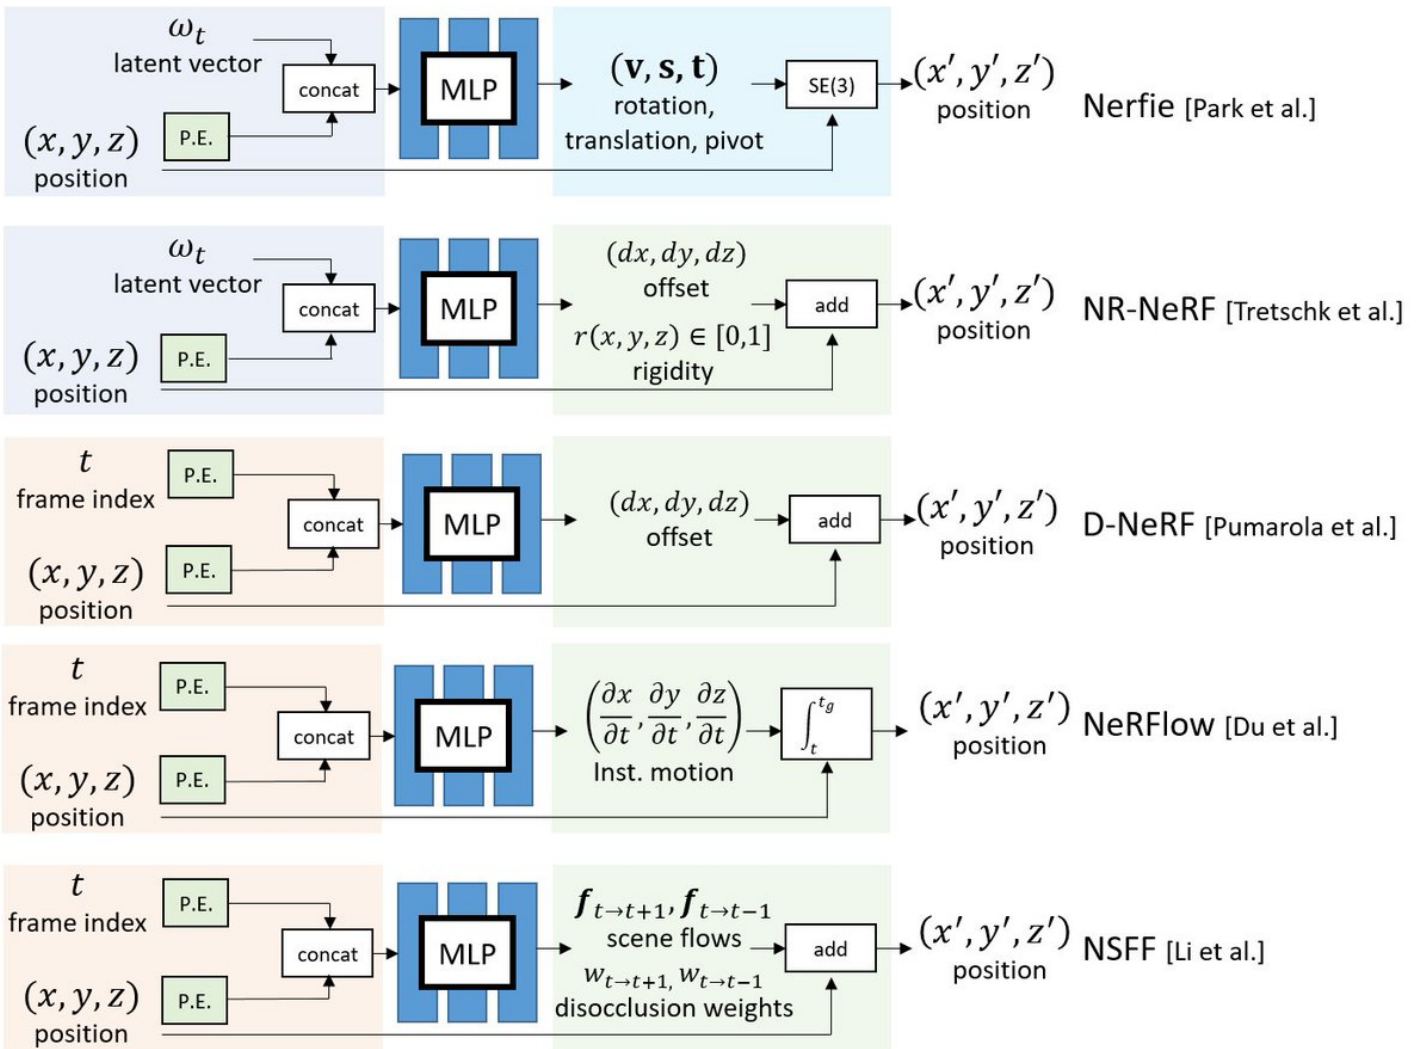 ω_t
latent vector
(x, y, z)
position
P.E.
concat
MLP
(v, s, t)
rotation,
translation, pivot
SE(3)
(x′, y′, z′)
position
Nerfie [Park et al.]
ω_t
latent vector
(x, y, z)
position
P.E.
concat
MLP
(dx, dy, dz)
offset
r(x, y, z) ∈ [0,1]
rigidity
add
(x′, y′, z′)
position
NR-NeRF [Tretschk et al.]
t
frame index
P.E.
(x, y, z)
position
P.E.
concat
MLP
(dx, dy, dz)
offset
add
(x′, y′, z′)
position
D-NeRF [Pumarola et al.]
t
frame index
P.E.
(x, y, z)
position
P.E.
concat
MLP
(∂x/∂t, ∂y/∂t, ∂z/∂t)
Inst. motion
∫_t^{t_g}
(x′, y′, z′)
position
NeRFlow [Du et al.]
t
frame index
P.E.
(x, y, z)
position
P.E.
concat
MLP
f_{t→t+1}, f_{t→t−1}
scene flows
w_{t→t+1}, w_{t→t−1}
disocclusion weights
add
(x′, y′, z′)
position
NSFF [Li et al.]